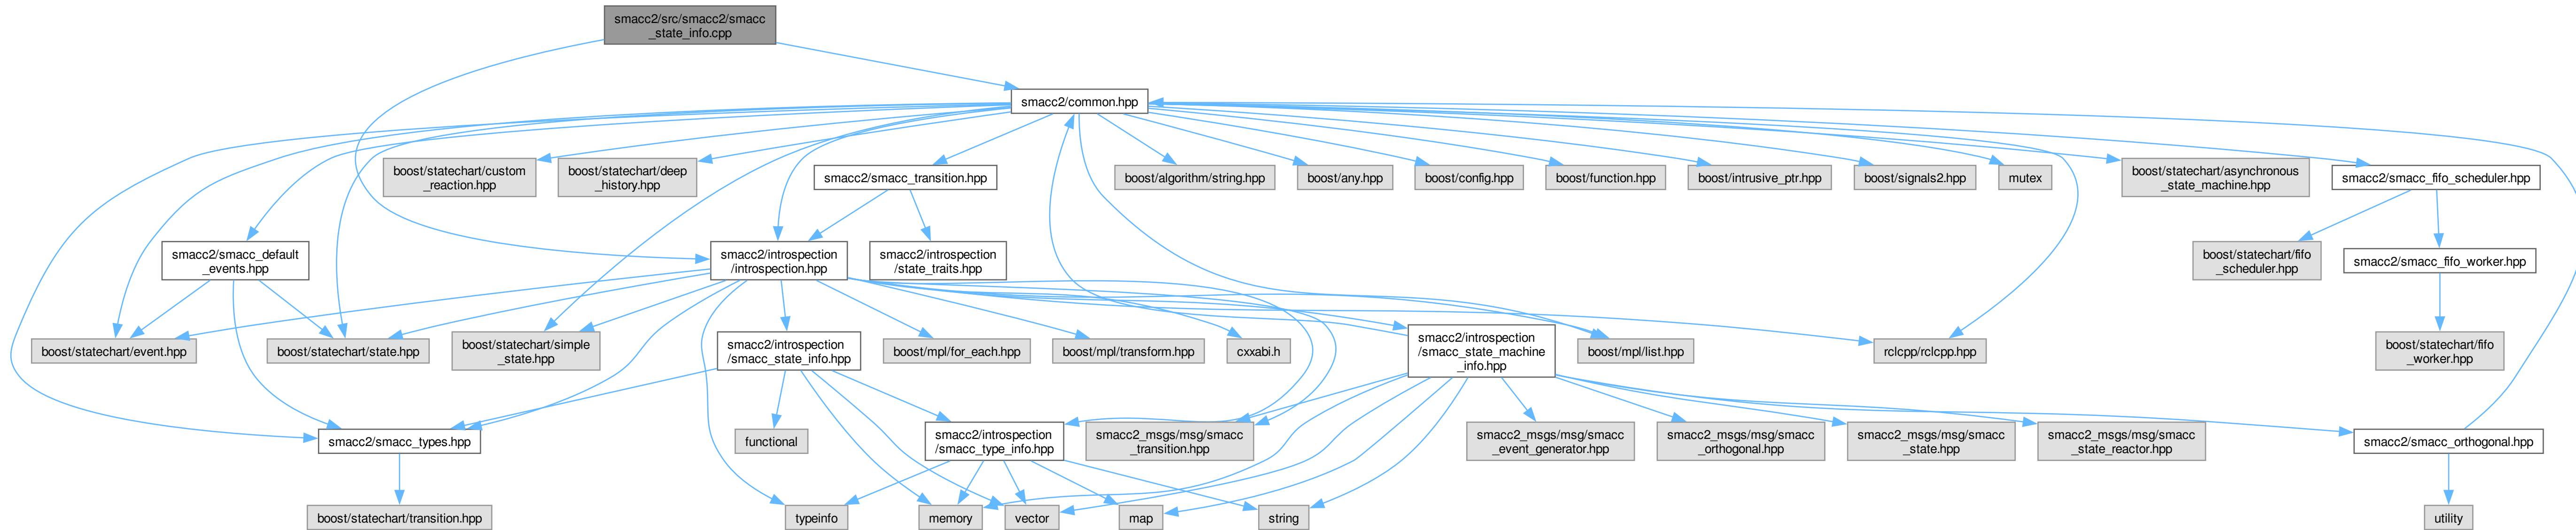 smacc2/src/smacc2/smacc
_state_info.cpp
smacc2/common.hpp
boost/statechart/custom
_reaction.hpp
boost/statechart/deep
_history.hpp
smacc2/smacc_transition.hpp
boost/algorithm/string.hpp
boost/any.hpp
boost/config.hpp
boost/function.hpp
boost/intrusive_ptr.hpp
boost/signals2.hpp
mutex
boost/statechart/asynchronous
_state_machine.hpp
smacc2/smacc_fifo_scheduler.hpp
smacc2/smacc_default
_events.hpp
smacc2/introspection
/introspection.hpp
smacc2/introspection
/state_traits.hpp
boost/statechart/fifo
_scheduler.hpp
smacc2/smacc_fifo_worker.hpp
boost/statechart/event.hpp
boost/statechart/state.hpp
boost/statechart/simple
_state.hpp
smacc2/introspection
/smacc_state_info.hpp
boost/mpl/for_each.hpp
boost/mpl/transform.hpp
cxxabi.h
smacc2/introspection
/smacc_state_machine
_info.hpp
boost/mpl/list.hpp
rclcpp/rclcpp.hpp
boost/statechart/fifo
_worker.hpp
smacc2/smacc_types.hpp
functional
smacc2/introspection
/smacc_type_info.hpp
smacc2_msgs/msg/smacc
_transition.hpp
smacc2_msgs/msg/smacc
_event_generator.hpp
smacc2_msgs/msg/smacc
_orthogonal.hpp
smacc2_msgs/msg/smacc
_state.hpp
smacc2_msgs/msg/smacc
_state_reactor.hpp
smacc2/smacc_orthogonal.hpp
boost/statechart/transition.hpp
typeinfo
memory
vector
map
string
utility